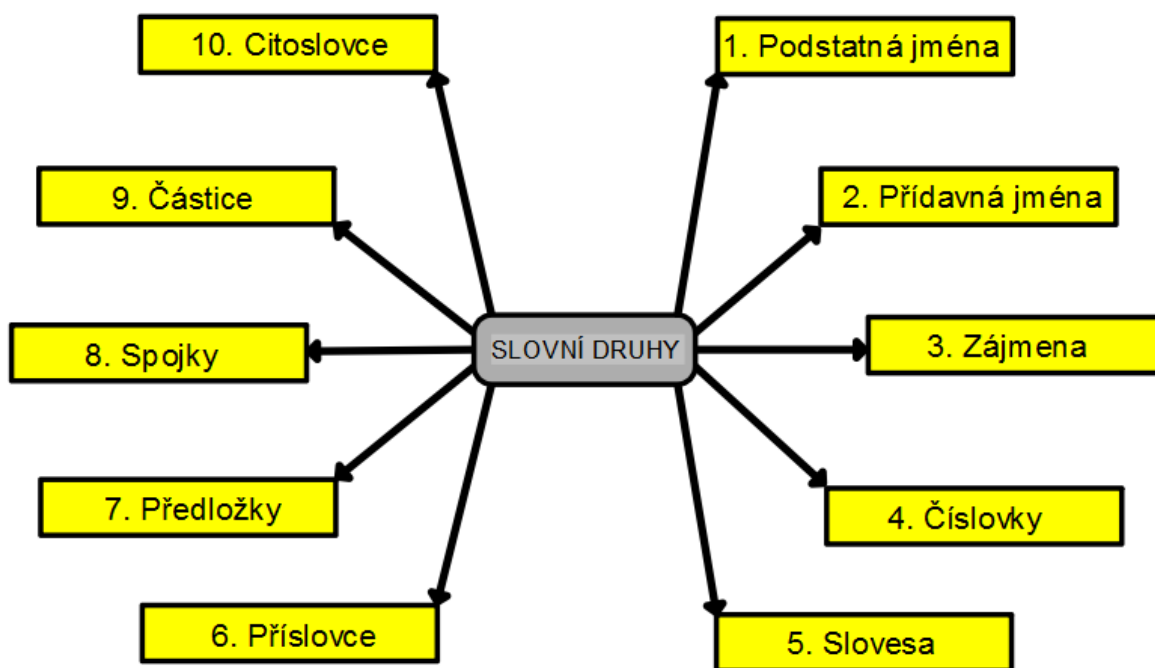 10. Citoslovce
1. Podstatná jména
9. Částice
2. Přídavná jména
8. Spojky
SLOVNÍ DRUHY
3. Zájmena
7. Předložky
4. Číslovky
6. Příslovce
5. Slovesa